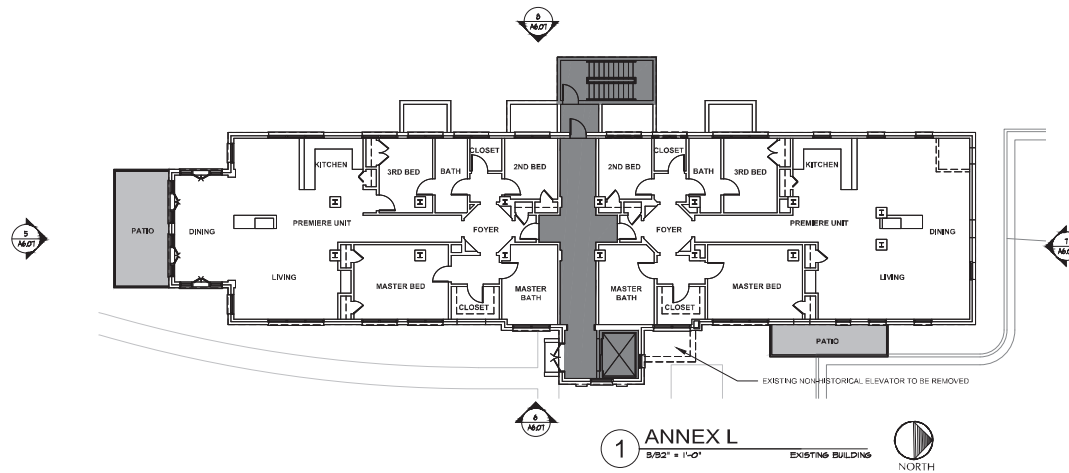 8
A6.07
CLOSET
CLOSET
KITCHEN
3RD BED
BATH
2ND BED
2ND BED
BATH
3RD BED
KITCHEN
PATIO
DINING
PREMIERE UNIT
FOYER
FOYER
PREMIERE UNIT
DINING
5
A6.07
7
LIVING
MASTER BED
MASTER
BATH
CLOSET
MASTER
BATH
CLOSET
MASTER BED
LIVING
PATIO
EXISTING NON-HISTORICAL ELEVATOR TO BE REMOVED
6
A6.07
1
ANNEX L
3/32" = 1'-0"
EXISTING BUILDING
NORTH